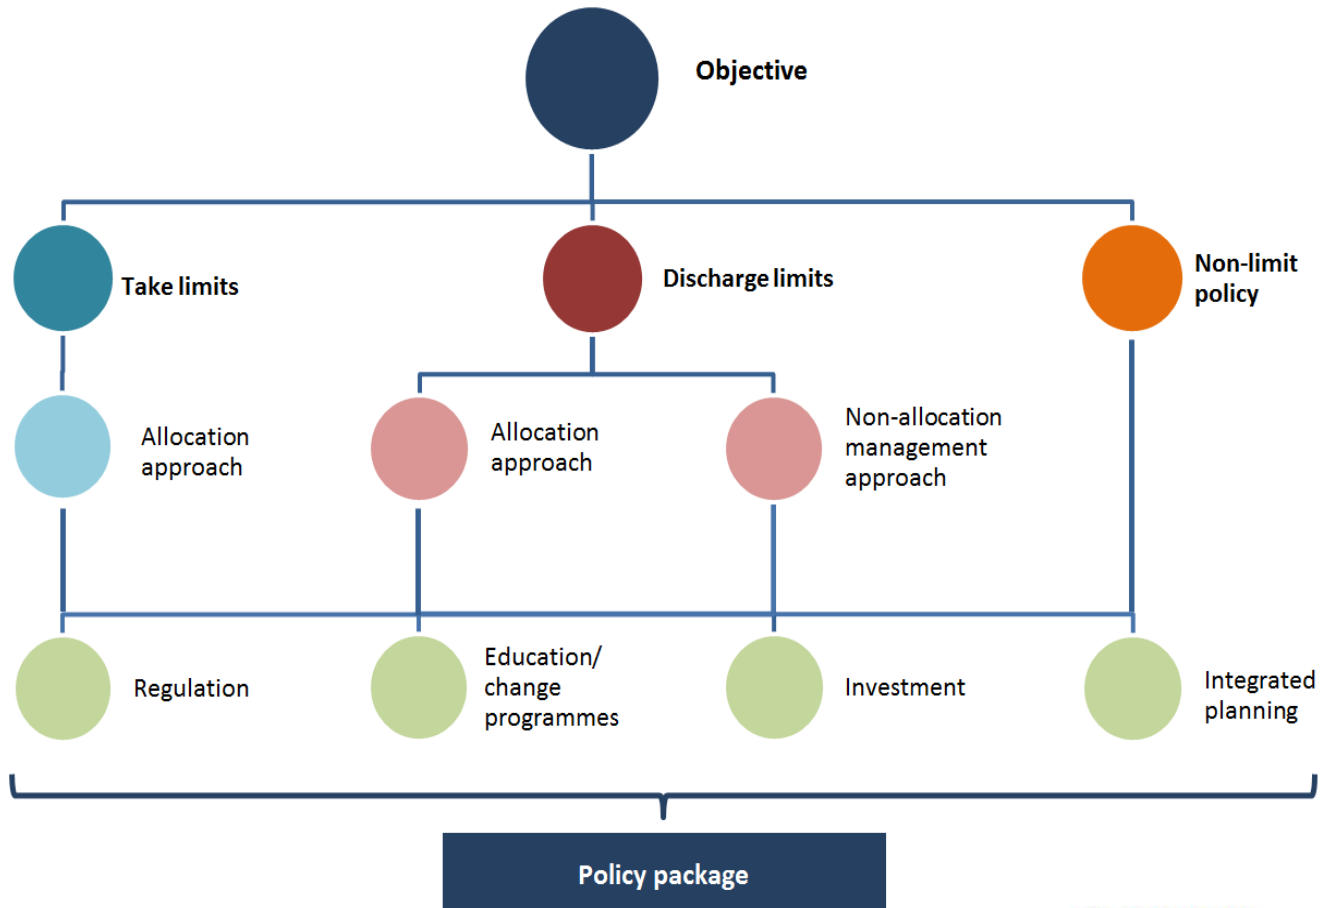 Objective
Take limits
Discharge limits
Non-limit
policy
Allocation
approach
Allocation
approach
Non-allocation
management
approach
Regulation
Education/
change
programmes
Investment
Integrated
planning
Policy package